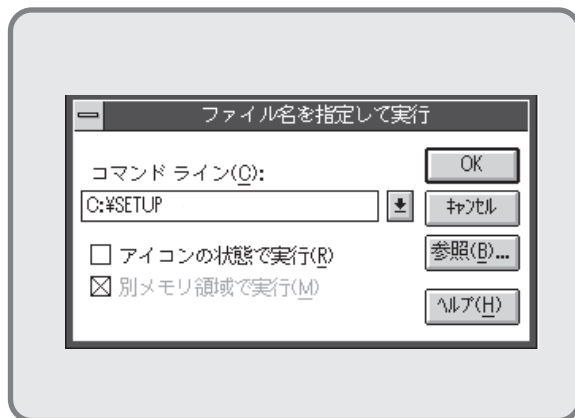 ファイル名を指定して実行
コマンド ライン(C):
C:¥SETUP
アイコンの状態で実行(R)
別メモリ領域で実行(M)
OK
ｷｬﾝｾﾙ
参照(B)...
ﾍﾙﾌﾟ(H)